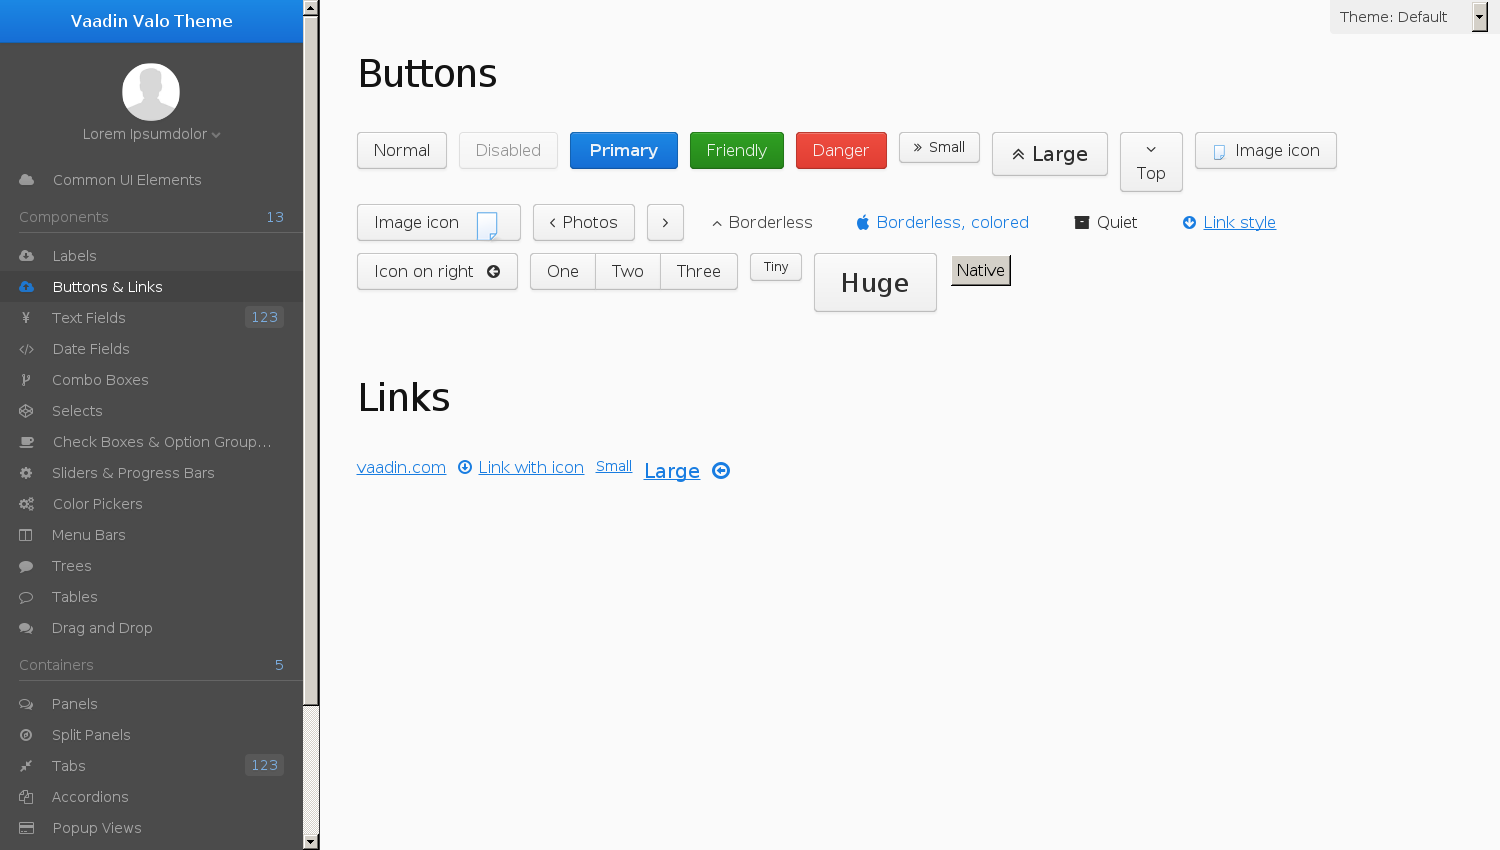 Vaadin Valo Theme
Lorem Ipsumdolor
Common UI Elements
Components 13
Labels
Buttons & Links
Text Fields 123
Date Fields
Combo Boxes
Selects
Check Boxes & Option Group...
Sliders & Progress Bars
Color Pickers
Menu Bars
Trees
Tables
Drag and Drop
Containers 5
Panels
Split Panels
Tabs 123
Accordions
Popup Views
Theme: Default
Buttons
Normal Disabled Primary Friendly Danger Small Large Top Image icon
Image icon Photos Borderless Borderless, colored Quiet Link style
Icon on right One Two Three Tiny Huge Native
Links
vaadin.com Link with icon Small Large